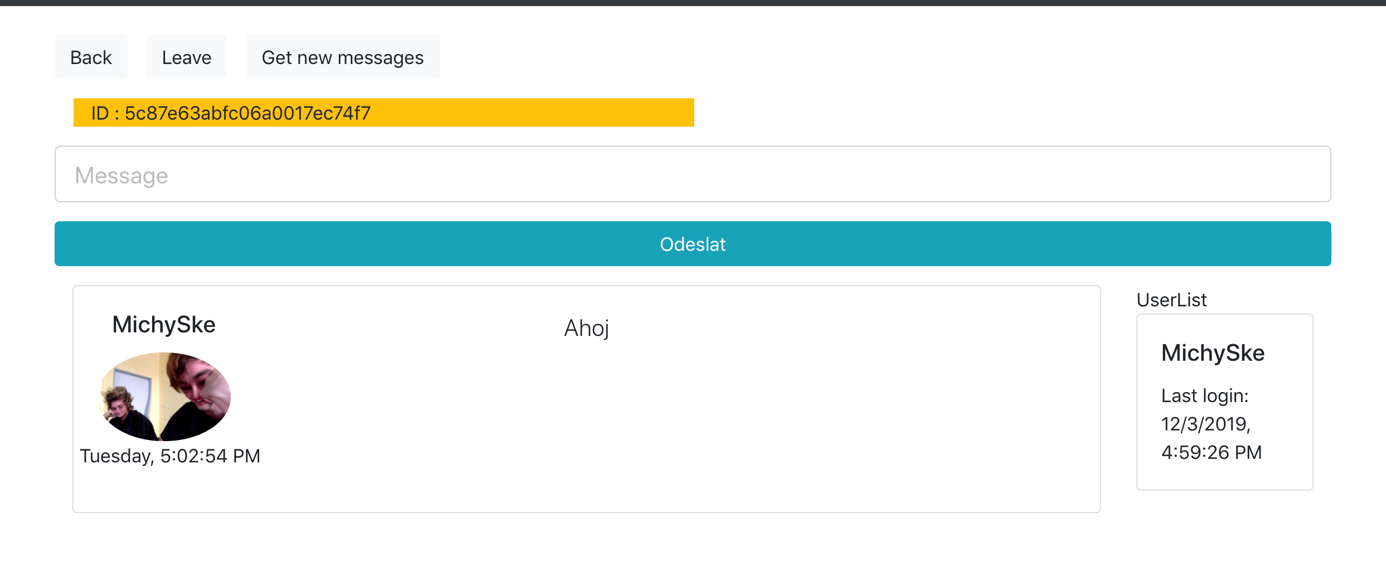 Back Leave Get new messages
ID : 5c87e63abfc06a0017ec74f7
Message
Odeslat
MichySke
Ahoj
Tuesday, 5:02:54 PM
UserList
MichySke
Last login:
12/3/2019,
4:59:26 PM